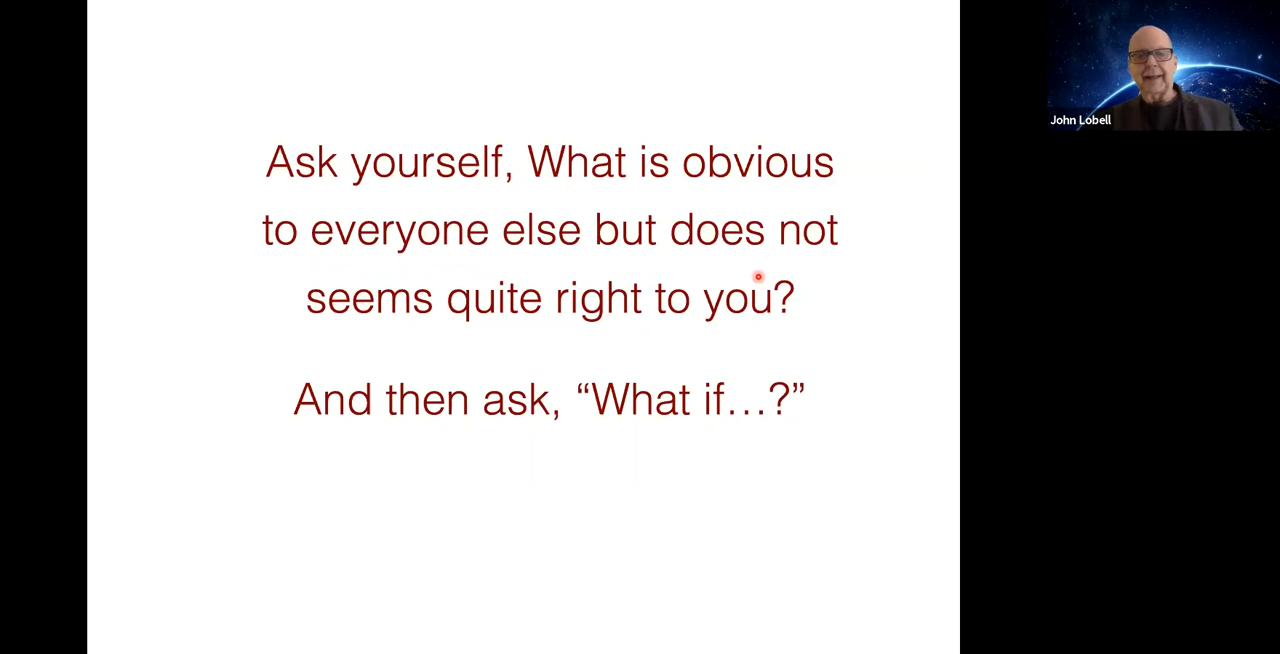 Ask yourself, What is obvious
to everyone else but does not
seems quite right to you?
And then ask, “What if…?”
John Lobell